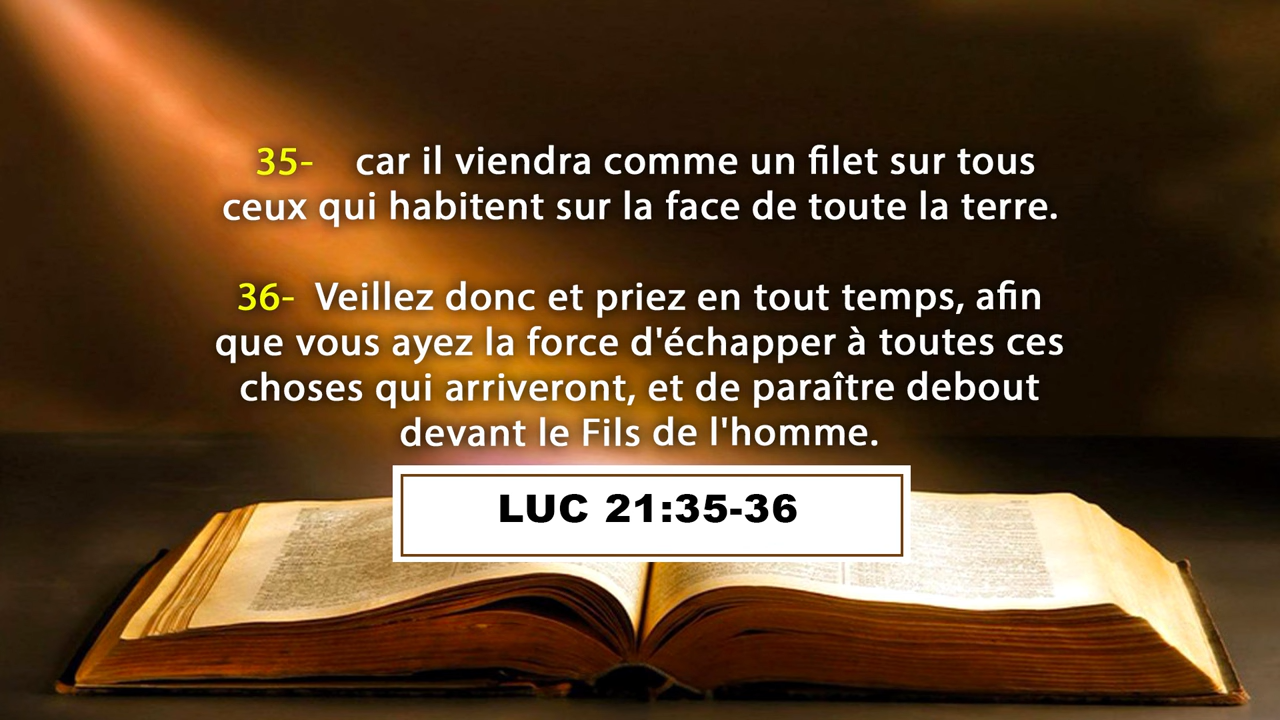 35- car il viendra comme un filet sur tous
ceux qui habitent sur la face de toute la terre.
36- Veillez donc et priez en tout temps, afin
que vous ayez la force d'échapper à toutes ces
choses qui arriveront, et de paraître debout
devant le Fils de l'homme.
LUC 21:35-36